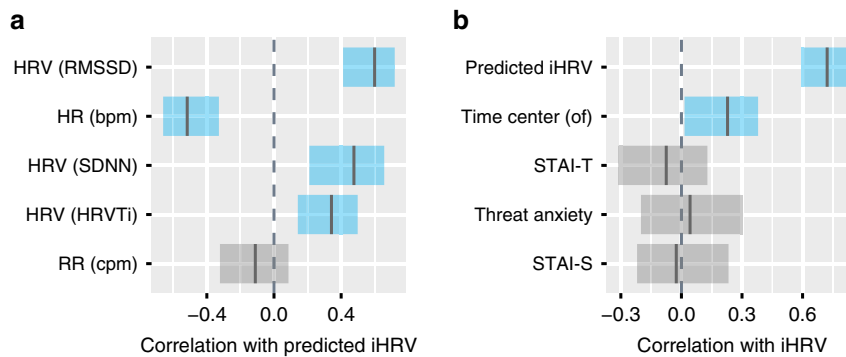 a
HRV (RMSSD)
HR (bpm)
HRV (SDNN)
HRV (HRVTi)
RR (cpm)
−0.4 0.0 0.4
Correlation with predicted iHRV
b
Predicted iHRV
Time center (of)
STAI-T
Threat anxiety
STAI-S
−0.3 0.0 0.3 0.6
Correlation with iHRV